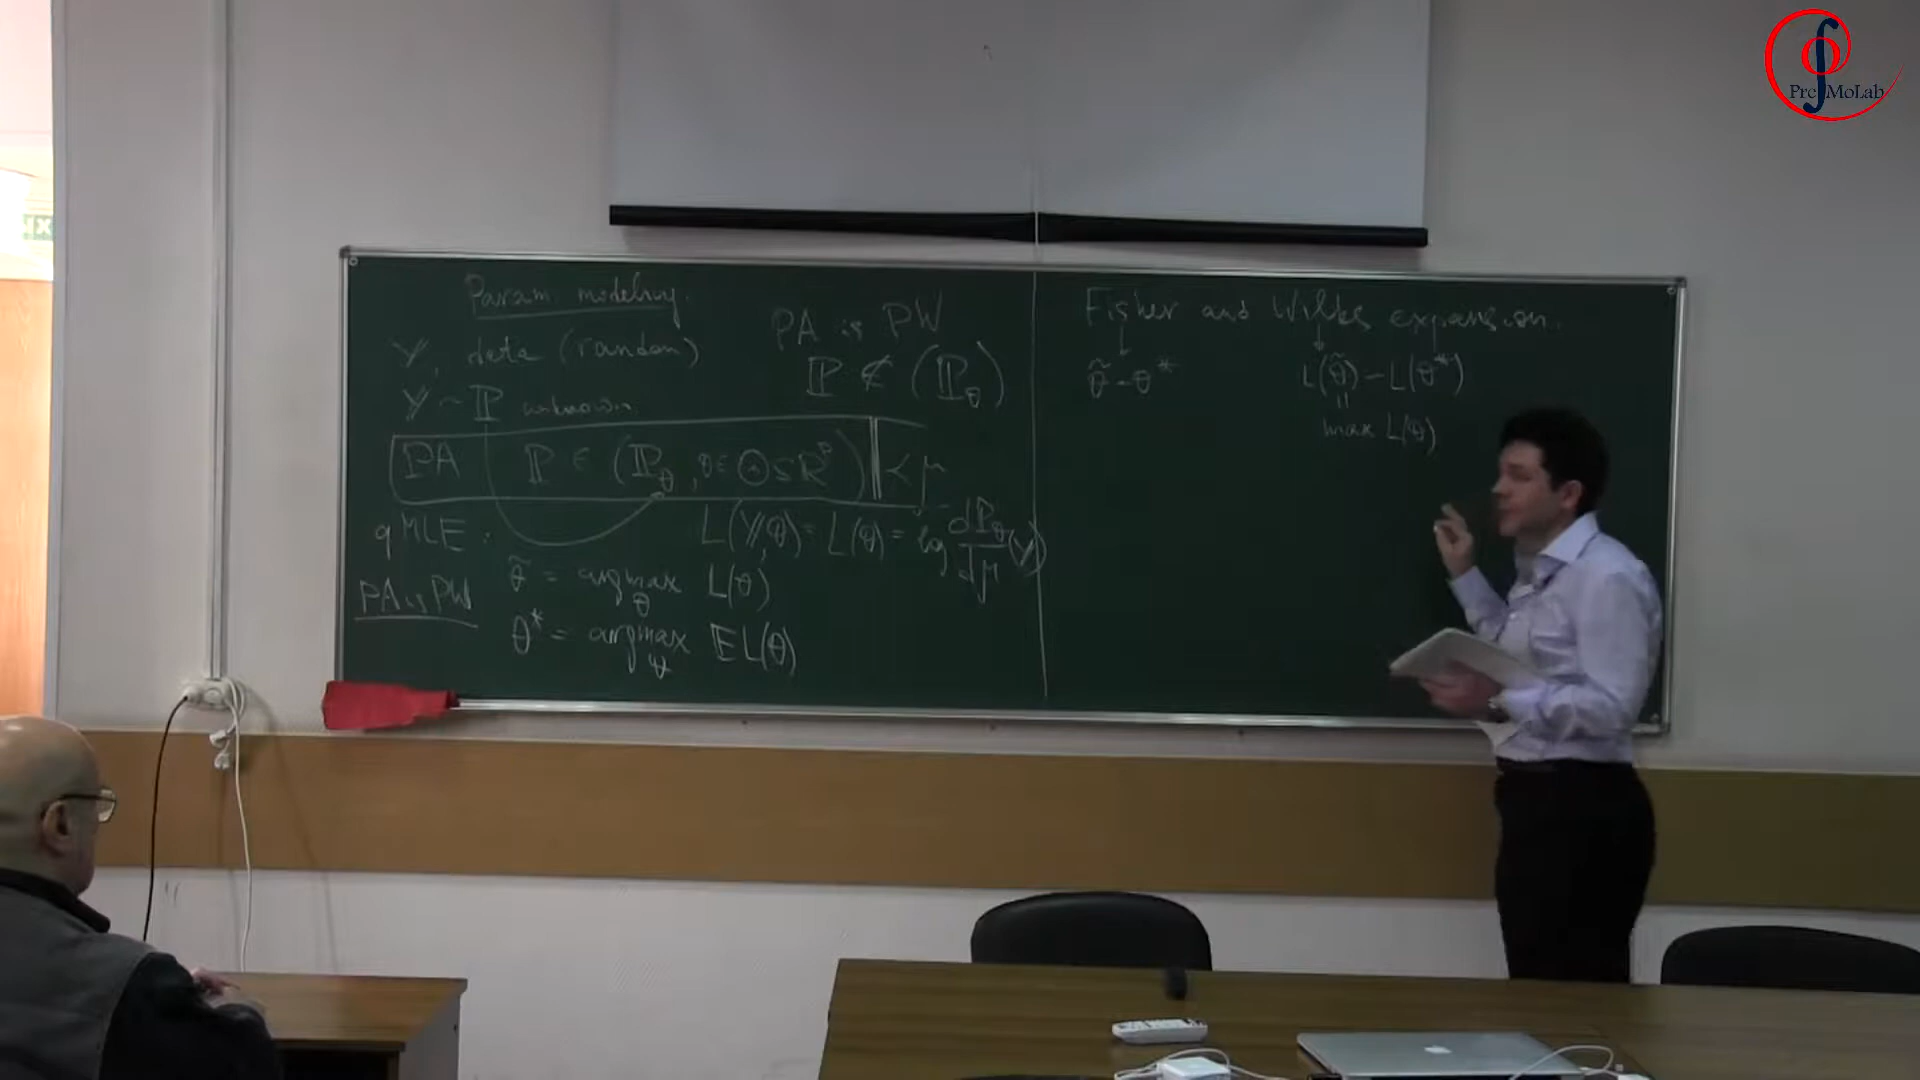 Param. modeling.
Y, data (random)
Y ~ ℙ unknown.
PA is PW
ℙ ∉ (ℙ_θ)
PA ℙ ∈ (ℙ_θ, θ ∈ Θ ⊆ ℝ^p) ≪ μ
qMLE: L(Y,θ) = L(θ) = log dℙ_θ/dμ (Y)
PA is PW
θ̃ = argmax_θ L(θ)
θ* = argmax_θ 𝔼 L(θ)
Fisher and Wilks expansion.
θ̃ - θ*
L(θ̃) - L(θ*)
=
max L(θ)
PreMoLab